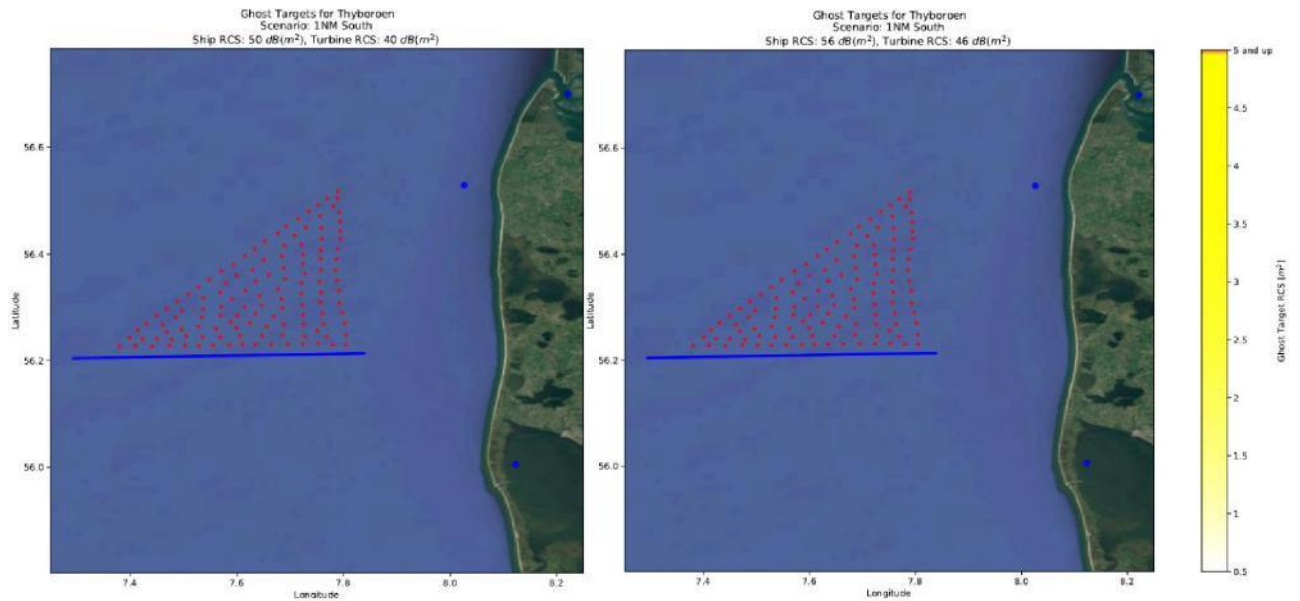 Ghost Targets for Thyboroen
Scenario: 1NM South
Ship RCS: 50 dB(m²), Turbine RCS: 40 dB(m²)
56.6
56.4
56.2
56.0
Latitude
7.4
7.6
7.8
8.0
8.2
Longitude
Ghost Targets for Thyboroen
Scenario: 1NM South
Ship RCS: 56 dB(m²), Turbine RCS: 46 dB(m²)
56.6
56.4
56.2
56.0
Latitude
7.4
7.6
7.8
8.0
8.2
Longitude
5 and up
4.5
4
3.5
3
2.5
2
1.5
1
0.5
Ghost Target RCS [m²]